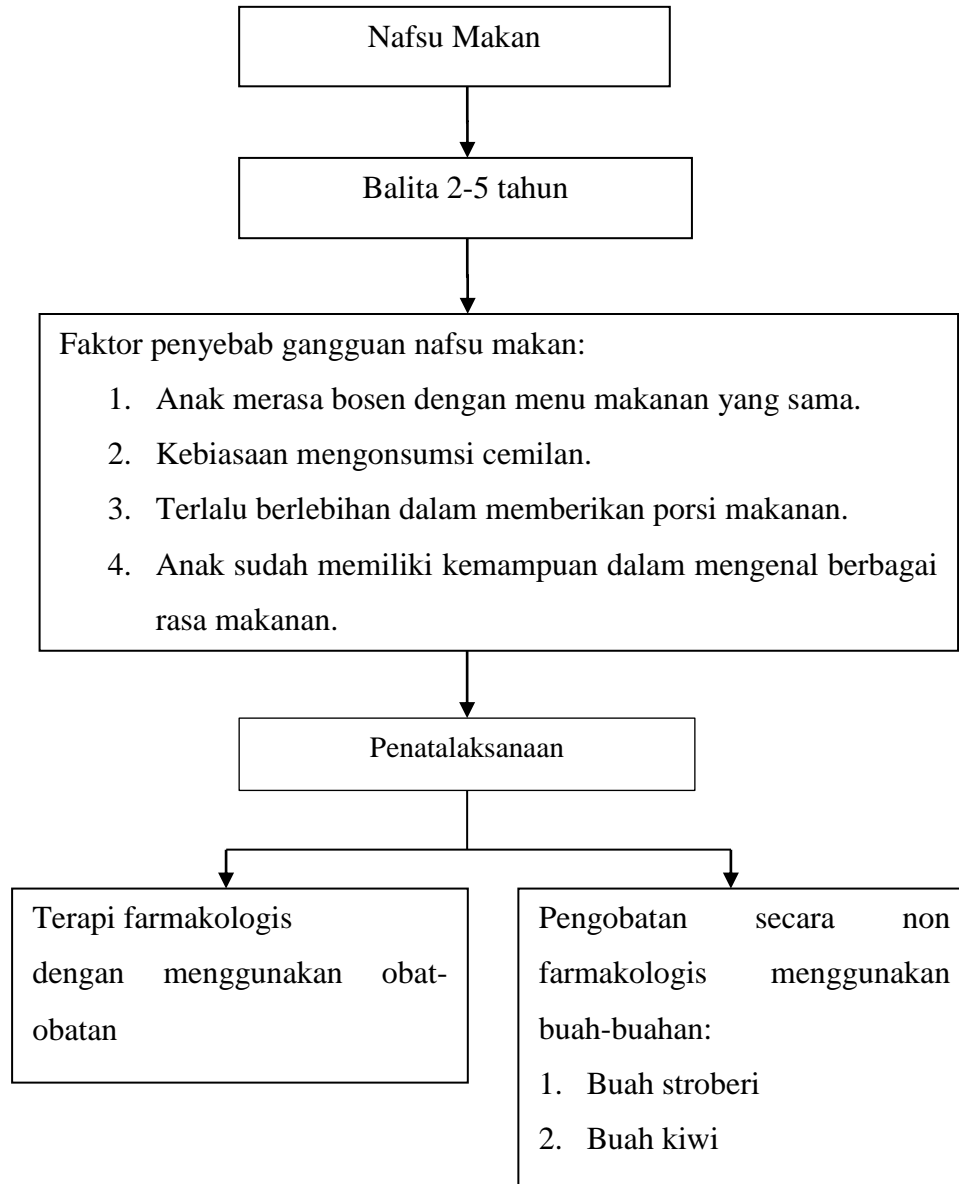 Nafsu Makan
Balita 2-5 tahun
Faktor penyebab gangguan nafsu makan:
1. Anak merasa bosen dengan menu makanan yang sama.
2. Kebiasaan mengonsumsi cemilan.
3. Terlalu berlebihan dalam memberikan porsi makanan.
4. Anak sudah memiliki kemampuan dalam mengenal berbagai
rasa makanan.
Penatalaksanaan
Terapi farmakologis
dengan menggunakan obat-
obatan
Pengobatan secara non
farmakologis menggunakan
buah-buahan:
1. Buah stroberi
2. Buah kiwi